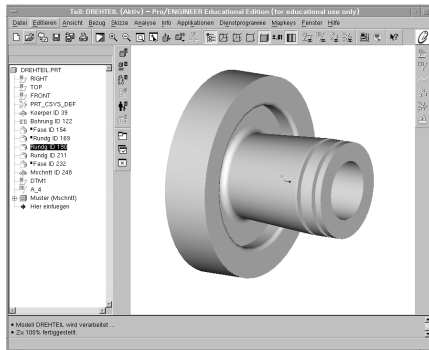 Teil: DREHTEIL (Aktiv) - Pro/ENGINEER Educational Edition (for educational use only)
Datei Editieren Ansicht Bezug Skizze Analyse Info Applikationen Dienstprogramme Mapkeys Fenster Hilfe
DREHTEIL.PRT
RIGHT
TOP
FRONT
PRT_CSYS_DEF
Koerper ID 39
Bohrung ID 122
Fase ID 154
Rundg ID 169
Rundg ID 190
Rundg ID 211
Fase ID 232
Mschnitt ID 246
DTM1
A_4
Muster (Mschnitt)
Hier einfuegen
• Modell DREHTEIL wird verarbeitet ...
• Zu 100% fertiggestellt.